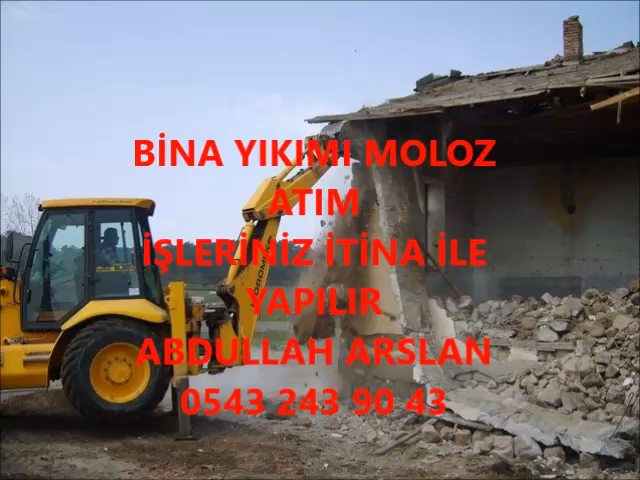 BİNA YIKIMI MOLOZ
ATIM
İŞLERİNİZ İTİNA İLE
YAPILIR
ABDULLAH ARSLAN
0543 243 90 43